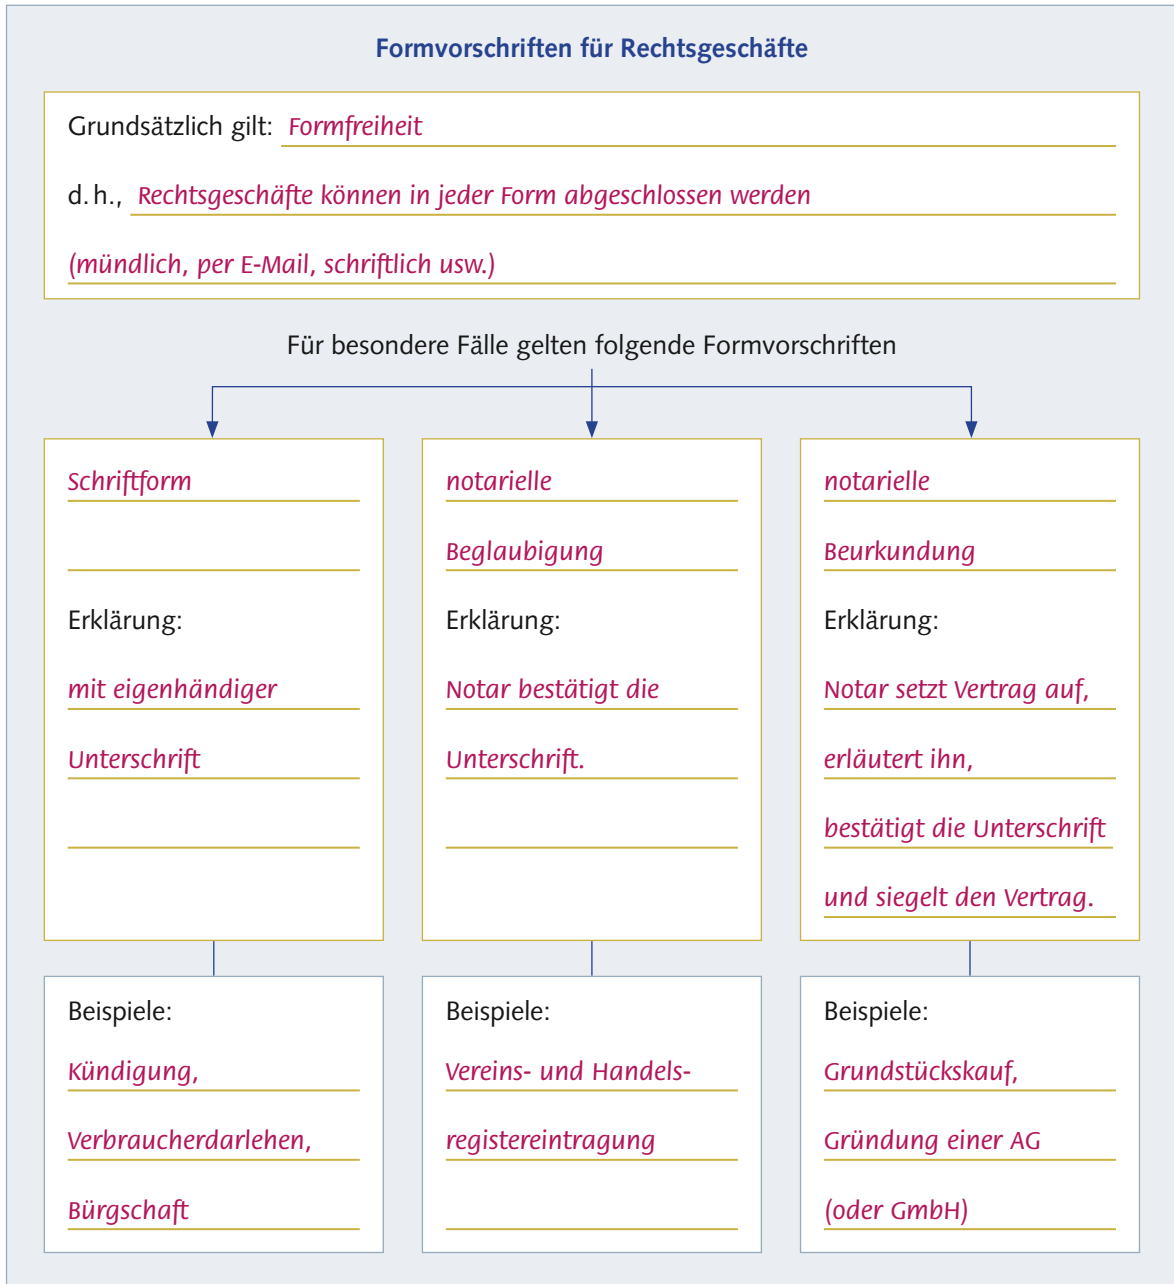 Formvorschriften für Rechtsgeschäfte
Grundsätzlich gilt: Formfreiheit
d. h., Rechtsgeschäfte können in jeder Form abgeschlossen werden
(mündlich, per E-Mail, schriftlich usw.)
Für besondere Fälle gelten folgende Formvorschriften
Schriftform
Erklärung:
mit eigenhändiger
Unterschrift
Beispiele:
Kündigung,
Verbraucherdarlehen,
Bürgschaft
notarielle
Beglaubigung
Erklärung:
Notar bestätigt die
Unterschrift.
Beispiele:
Vereins- und Handels-
registereintragung
notarielle
Beurkundung
Erklärung:
Notar setzt Vertrag auf,
erläutert ihn,
bestätigt die Unterschrift
und siegelt den Vertrag.
Beispiele:
Grundstückskauf,
Gründung einer AG
(oder GmbH)